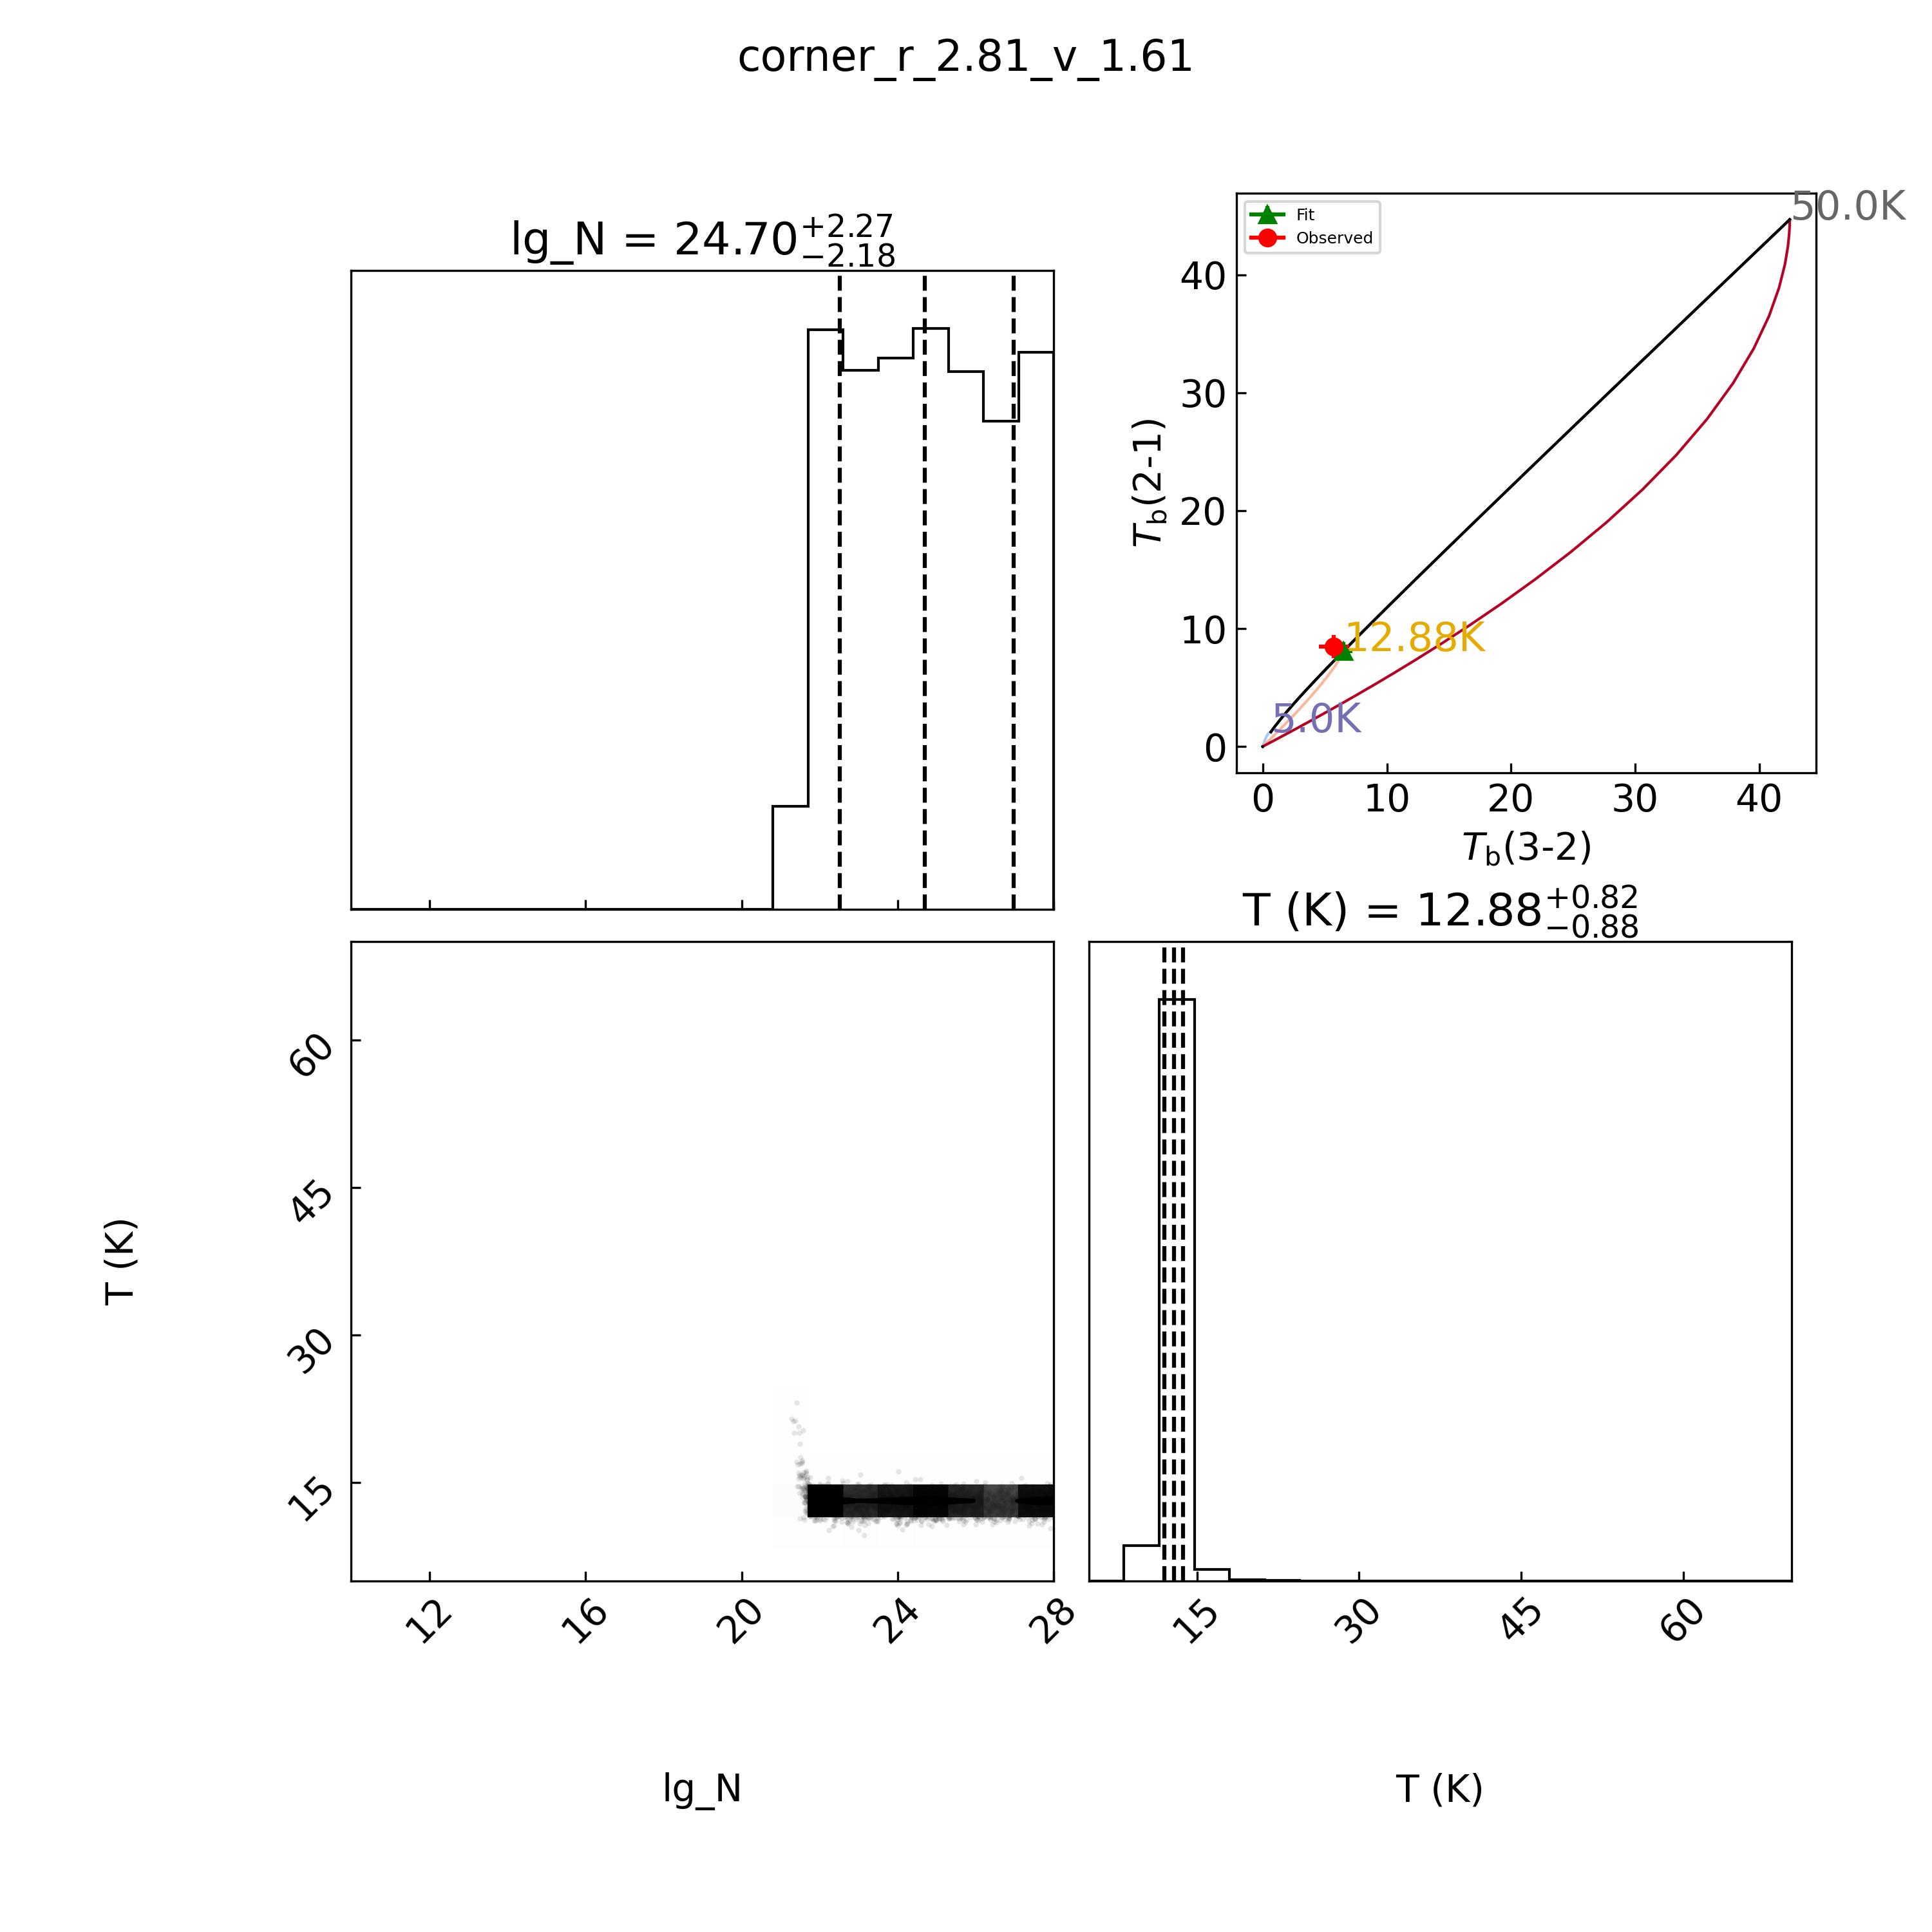 corner_r_2.81_v_1.61
lg_N = 24.70+2.27−2.18
50.0K
Fit
Observed
40
30
20
10
0
Tb(2-1)
12.88K
5.0K
0 10 20 30 40
Tb(3-2)
T (K) = 12.88+0.82−0.88
60
45
30
15
T (K)
12 16 20 24 28
15 30 45 60
lg_N
T (K)